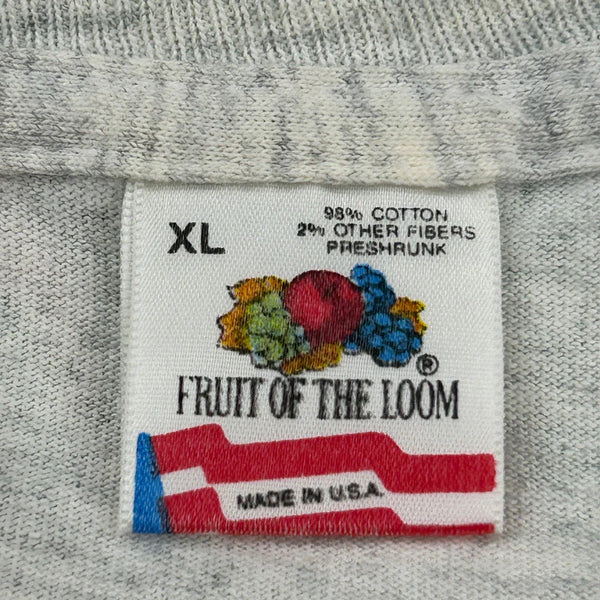 XL
98% COTTON
2% OTHER FIBERS
PRESHRUNK
®
FRUIT OF THE LOOM
MADE IN U.S.A.